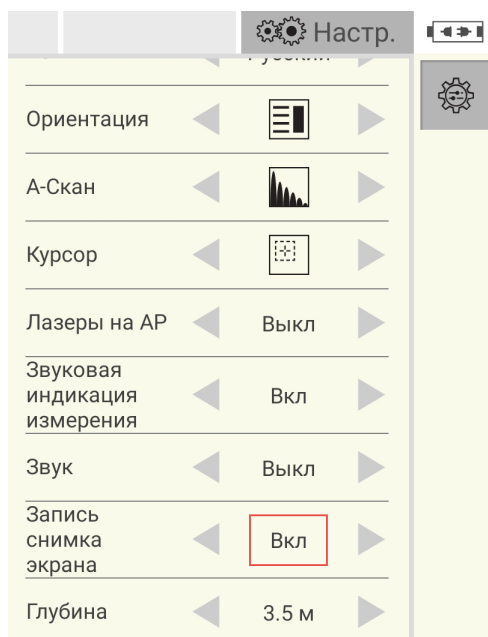 Настр.
Ориентация
А-Скан
Курсор
Лазеры на АР
Выкл
Звуковая
индикация
измерения
Вкл
Звук
Выкл
Запись
снимка
экрана
Вкл
Глубина
3.5 м